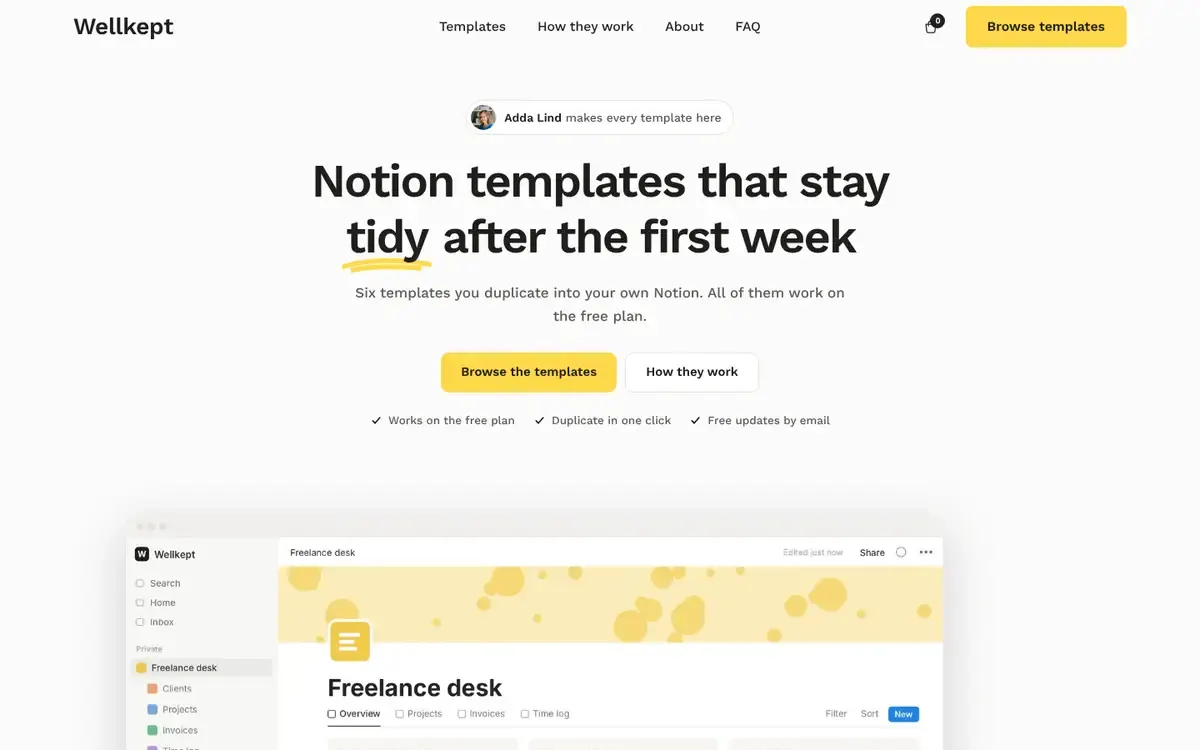 Wellkept
Templates
How they work
About
FAQ
0
Browse templates
Adda Lind makes every template here
Notion templates that stay
tidy after the first week
Six templates you duplicate into your own Notion. All of them work on
the free plan.
Browse the templates
How they work
Works on the free plan
Duplicate in one click
Free updates by email
W Wellkept
Freelance desk
Edited just now
Share
Search
Home
Inbox
Private
Freelance desk
Clients
Projects
Invoices
Time log
Freelance desk
Overview
Projects
Invoices
Time log
Filter
Sort
New